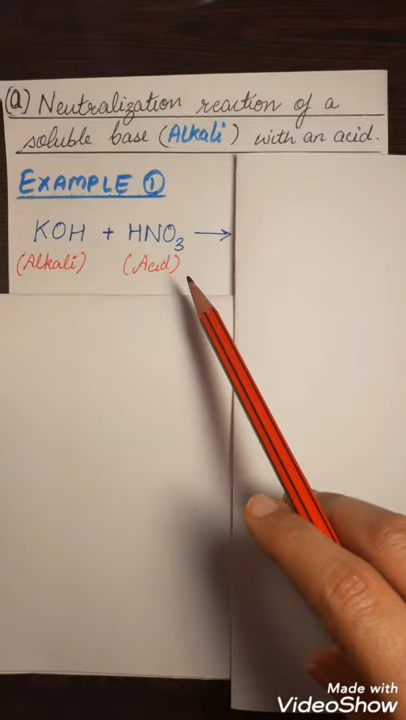 (a) Neutralization reaction of a
soluble base (Alkali) with an acid.
EXAMPLE ①
KOH + HNO₃ →
(Alkali) (Acid)
Made with
VideoShow